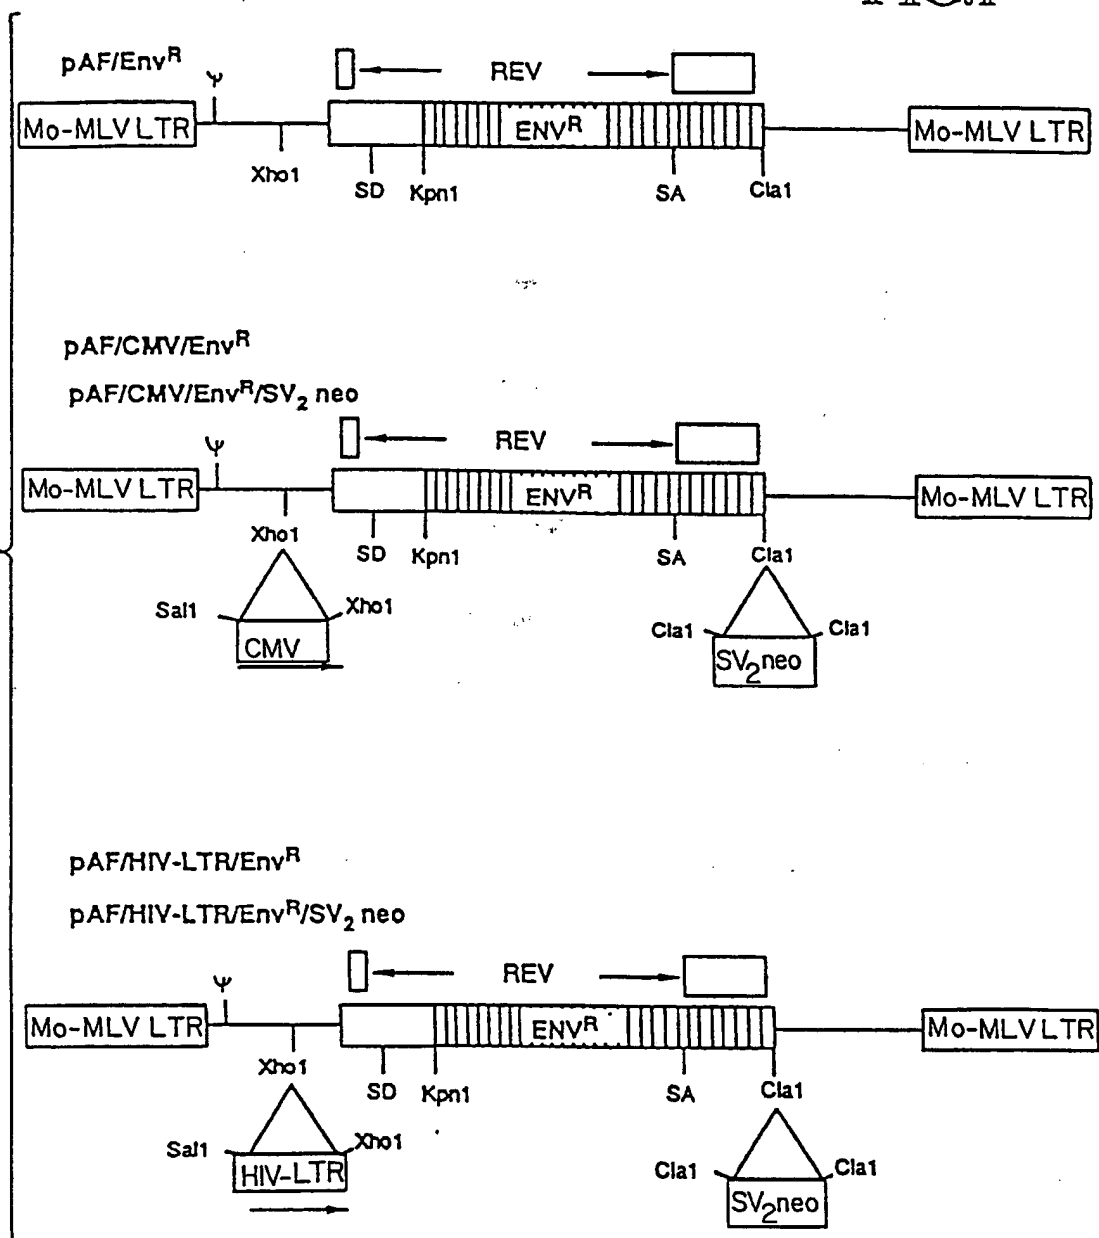 pAF/Env^R
REV
Ψ
Mo-MLV LTR
ENV^R
Mo-MLV LTR
Xho1
SD
Kpn1
SA
Cla1
pAF/CMV/Env^R
pAF/CMV/Env^R/SV₂ neo
REV
Ψ
Mo-MLV LTR
ENV^R
Mo-MLV LTR
Xho1
SD
Kpn1
SA
Cla1
Sal1
Xho1
CMV
Cla1
Cla1
SV₂neo
pAF/HIV-LTR/Env^R
pAF/HIV-LTR/Env^R/SV₂ neo
REV
Ψ
Mo-MLV LTR
ENV^R
Mo-MLV LTR
Xho1
SD
Kpn1
SA
Cla1
Sal1
Xho1
HIV-LTR
Cla1
Cla1
SV₂neo